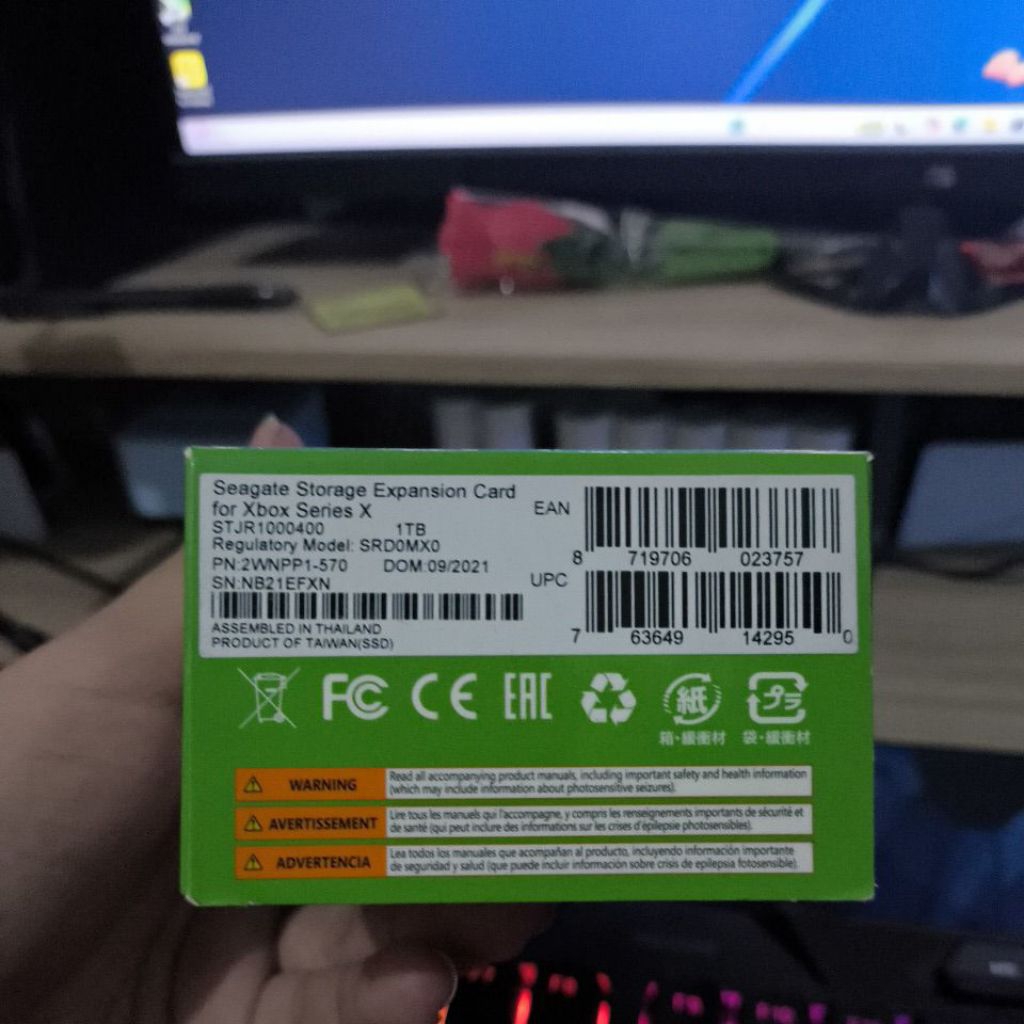 Seagate Storage Expansion Card
for Xbox Series X
STJR1000400 1TB
Regulatory Model: SRD0MX0
PN:2WNPP1-570 DOM:09/2021
SN:NB21EFXN
ASSEMBLED IN THAILAND
PRODUCT OF TAIWAN(SSD)
EAN
8 719706 023757
UPC
7 63649 14295 0
FC CE EAC
紙 プラ
箱・緩衝材 袋・緩衝材
WARNING
Read all accompanying product manuals, including important safety and health information
(which may include information about photosensitive seizures).
AVERTISSEMENT
Lire tous les manuels qui l'accompagne, y compris les renseignements importants de sécurité et
de santé (qui peut inclure des informations sur les crises d'épilepsie photosensibles).
ADVERTENCIA
Lea todos los manuales que acompañan al producto, incluyendo información importante
de seguridad y salud (que puede incluir información sobre crisis de epilepsia fotosensible).